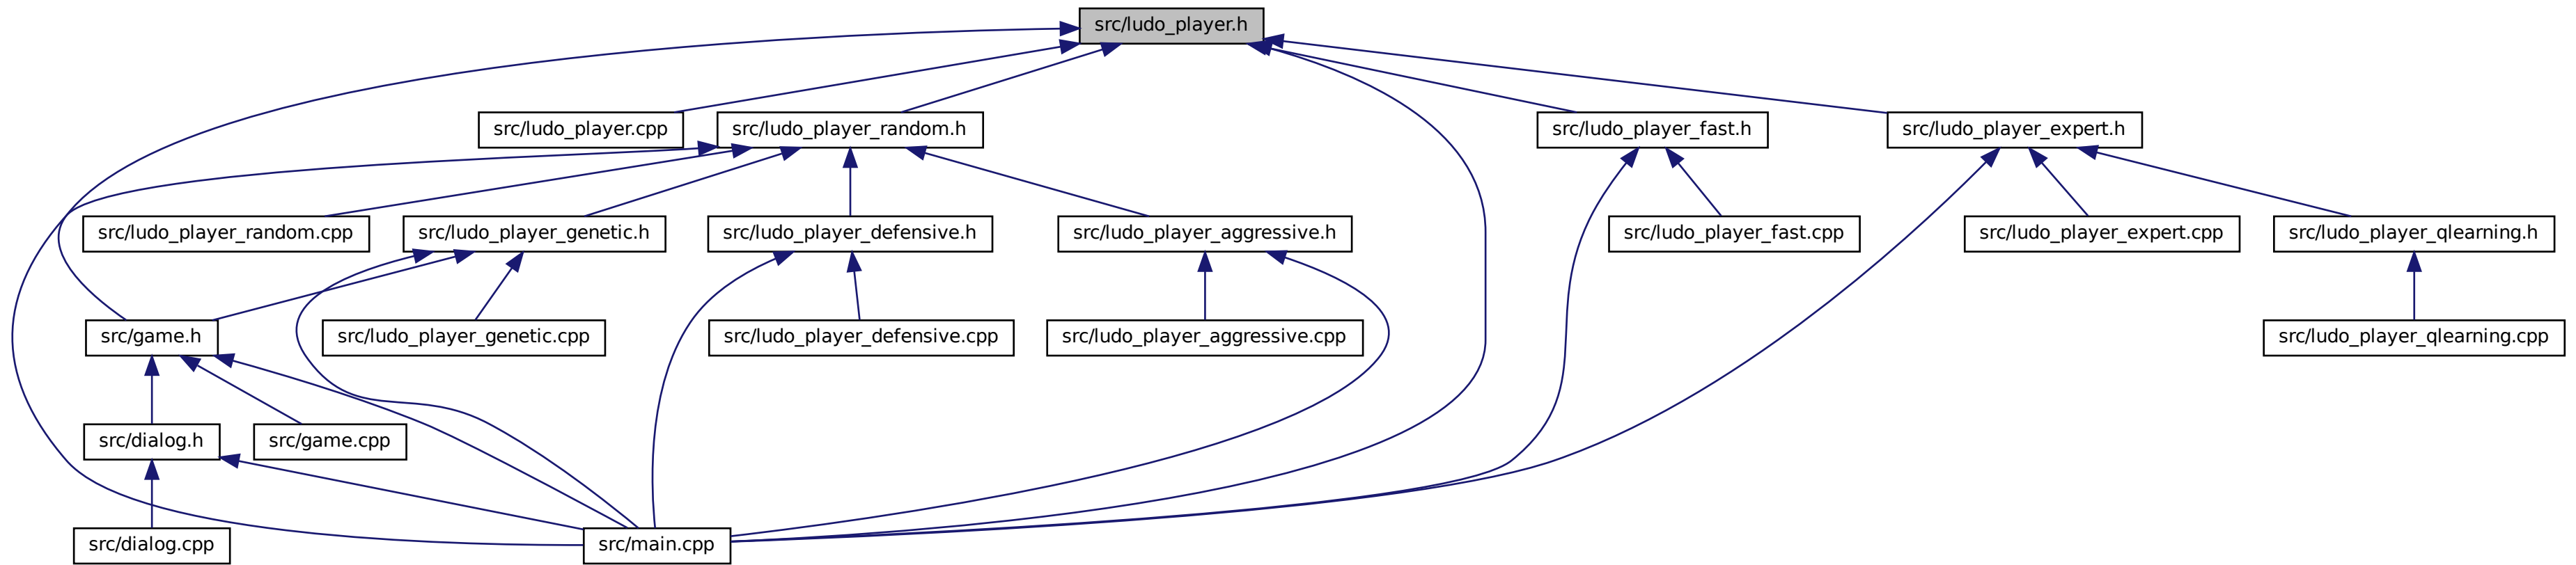 src/ludo_player.h
src/ludo_player.cpp
src/ludo_player_random.h
src/ludo_player_fast.h
src/ludo_player_expert.h
src/ludo_player_random.cpp
src/ludo_player_genetic.h
src/ludo_player_defensive.h
src/ludo_player_aggressive.h
src/ludo_player_fast.cpp
src/ludo_player_expert.cpp
src/ludo_player_qlearning.h
src/game.h
src/ludo_player_genetic.cpp
src/ludo_player_defensive.cpp
src/ludo_player_aggressive.cpp
src/ludo_player_qlearning.cpp
src/dialog.h
src/game.cpp
src/dialog.cpp
src/main.cpp